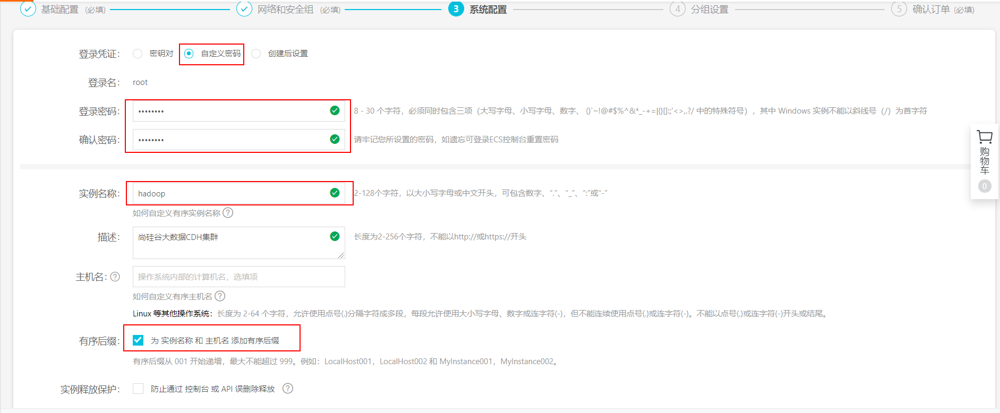 基础配置 (必填) 网络和安全组 (必填) 3 系统配置 4 分组设置 5 确认订单 (必填)
登录凭证： 密钥对 自定义密码 创建后设置
登录名： root
登录密码： •••••••• 8 - 30 个字符，必须同时包含三项（大写字母、小写字母、数字、 ()`~!@#$%^&*_-+=|{}[]:;'<>,.?/ 中的特殊符号），其中 Windows 实例不能以斜线号（/）为首字符
确认密码： •••••••• 请牢记您所设置的密码，如遗忘可登录ECS控制台重置密码
购物车
0
实例名称： hadoop 2-128个字符，以大小写字母或中文开头，可包含数字、“.”、“_”、“:”或“-”
如何自定义有序实例名称 ?
描述： 尚硅谷大数据CDH集群 长度为2-256个字符，不能以http://或https://开头
主机名： ? 操作系统内部的计算机名，选填项
如何自定义有序主机名 ?
Linux 等其他操作系统：长度为 2-64 个字符，允许使用点号(.)分隔字符成多段，每段允许使用大小写字母、数字或连字符(-)，但不能连续使用点号(.)或连字符(-)。不能以点号(.)或连字符(-)开头或结尾。
有序后缀： 为 实例名称 和 主机名 添加有序后缀
有序后缀从 001 开始递增，最大不能超过 999。例如：LocalHost001，LocalHost002 和 MyInstance001，MyInstance002。
实例释放保护： 防止通过 控制台 或 API 误删除释放 ?